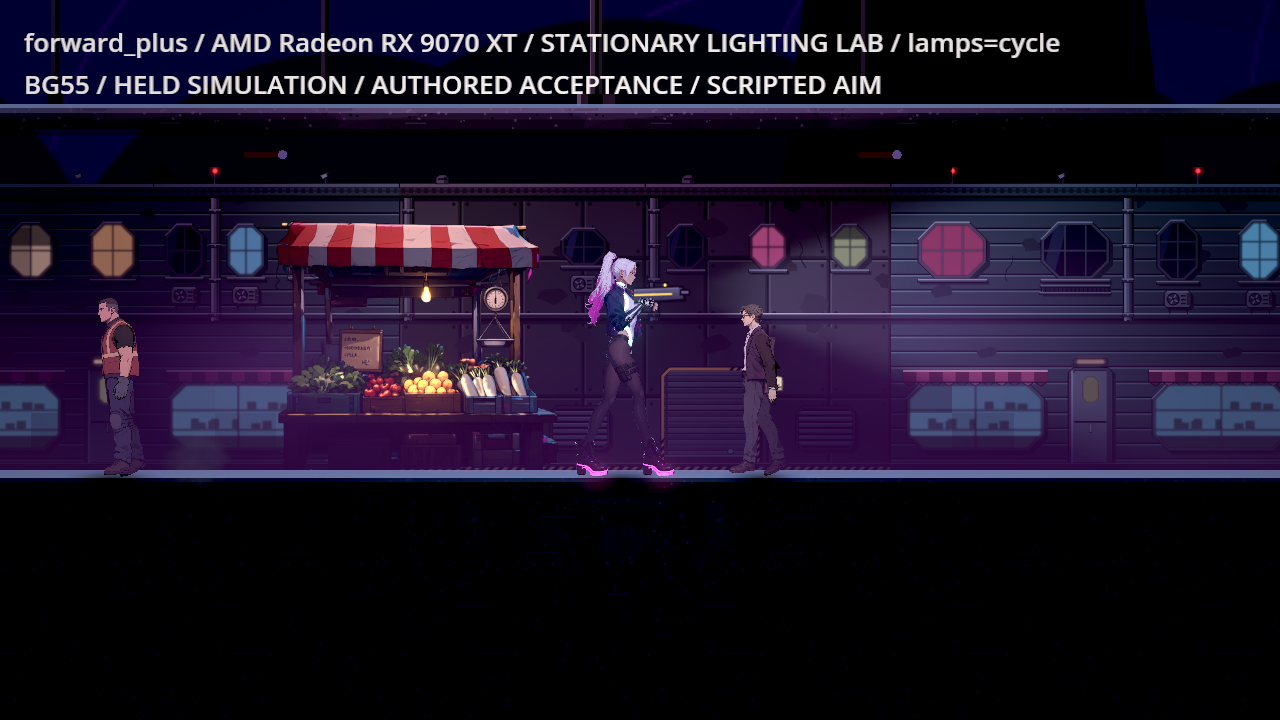 forward_plus / AMD Radeon RX 9070 XT / STATIONARY LIGHTING LAB / lamps=cycle
BG55 / HELD SIMULATION / AUTHORED ACCEPTANCE / SCRIPTED AIM